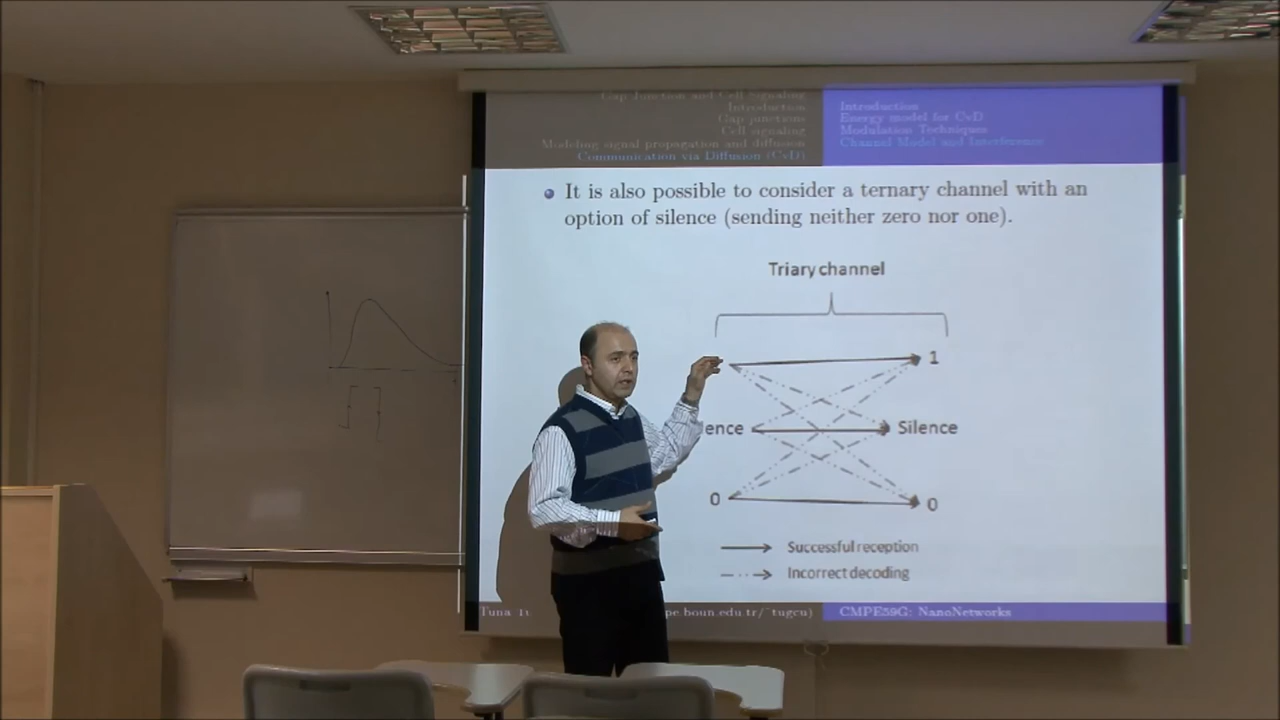 Gap Junction and Cell Signaling
Introduction
Gap junctions
Cell signaling
Modeling signal propagation and diffusion
Communication via Diffusion (CvD)
Introduction
Energy model for CvD
Modulation Techniques
Channel Model and Interference
It is also possible to consider a ternary channel with an
option of silence (sending neither zero nor one).
Triary channel
1
lence
Silence
0
0
Successful reception
Incorrect decoding
Tuna Tu
pe.boun.edu.tr/~tugcu)
CMPE59G: NanoNetworks